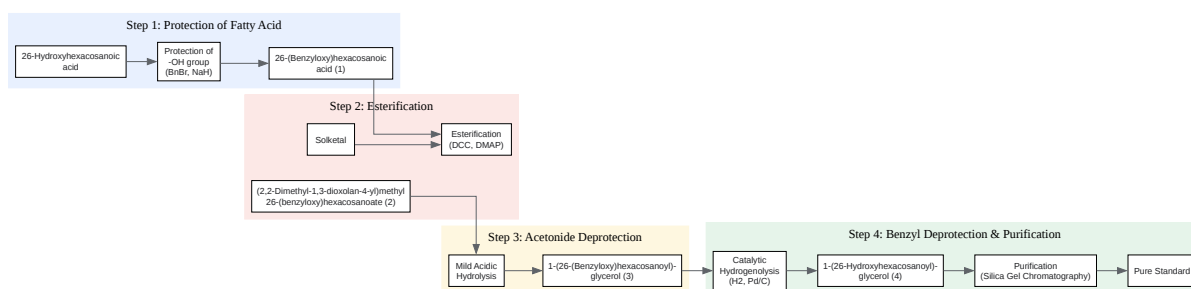 Step 1: Protection of Fatty Acid
26-Hydroxyhexacosanoic
acid
Protection of
-OH group
(BnBr, NaH)
26-(Benzyloxy)hexacosanoic
acid (1)
Step 2: Esterification
Solketal
Esterification
(DCC, DMAP)
(2,2-Dimethyl-1,3-dioxolan-4-yl)methyl
26-(benzyloxy)hexacosanoate (2)
Step 3: Acetonide Deprotection
Mild Acidic
Hydrolysis
1-(26-(Benzyloxy)hexacosanoyl)-
glycerol (3)
Step 4: Benzyl Deprotection & Purification
Catalytic
Hydrogenolysis
(H2, Pd/C)
1-(26-Hydroxyhexacosanoyl)-
glycerol (4)
Purification
(Silica Gel Chromatography)
Pure Standard